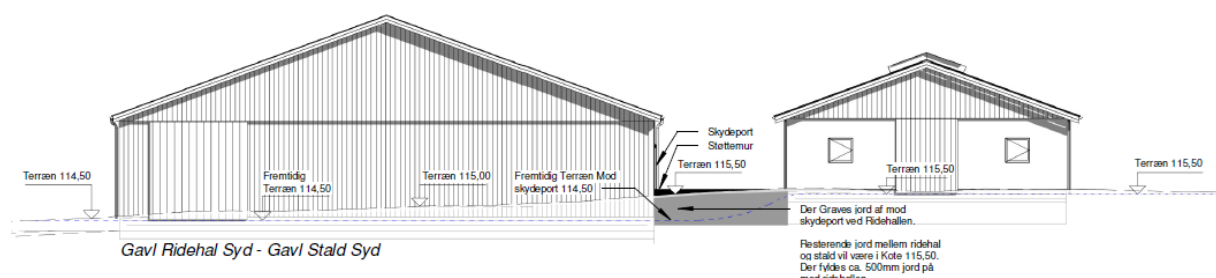 Skydeport
Støttemur
Terræn 115,50
Terræn 114,50
Fremtidig
Terræn 114,50
Terræn 115,00
Fremtidig Terræn Mod
skydeport 114,50
Terræn 115,50
Terræn 115,50
Der Graves jord af mod
skydeport ved Ridehallen.
Resterende jord mellem ridehal
og stald vil være i Kote 115,50.
Der fyldes ca. 500mm jord på
Gavl Ridehal Syd - Gavl Stald Syd